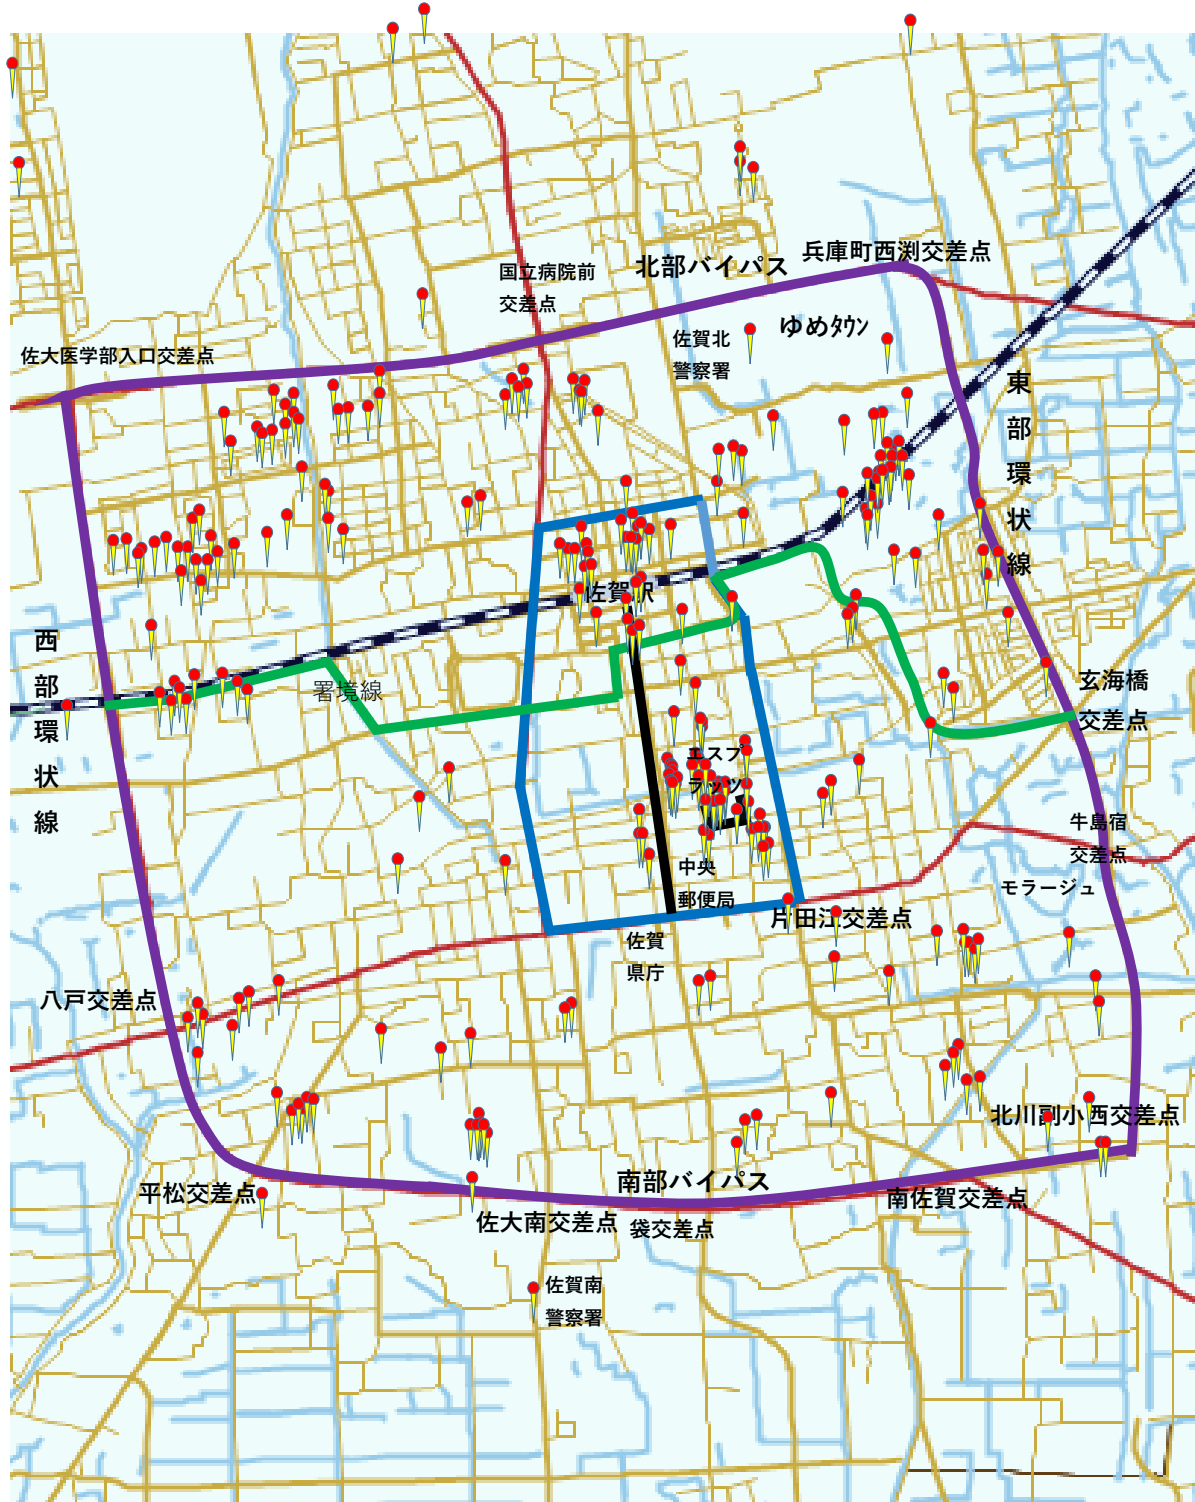 兵庫町西渕交差点
国立病院前
交差点
北部バイパス
ゆめﾀｳﾝ
佐賀北
警察署
佐大医学部入口交差点
東部環状線
佐賀駅
西部環状線
署境線
玄海橋
交差点
エスプ
ラッツ
牛島宿
交差点
モラージュ
中央
郵便局
片田江交差点
佐賀
県庁
八戸交差点
北川副小西交差点
平松交差点
南部バイパス
南佐賀交差点
佐大南交差点
袋交差点
佐賀南
警察署